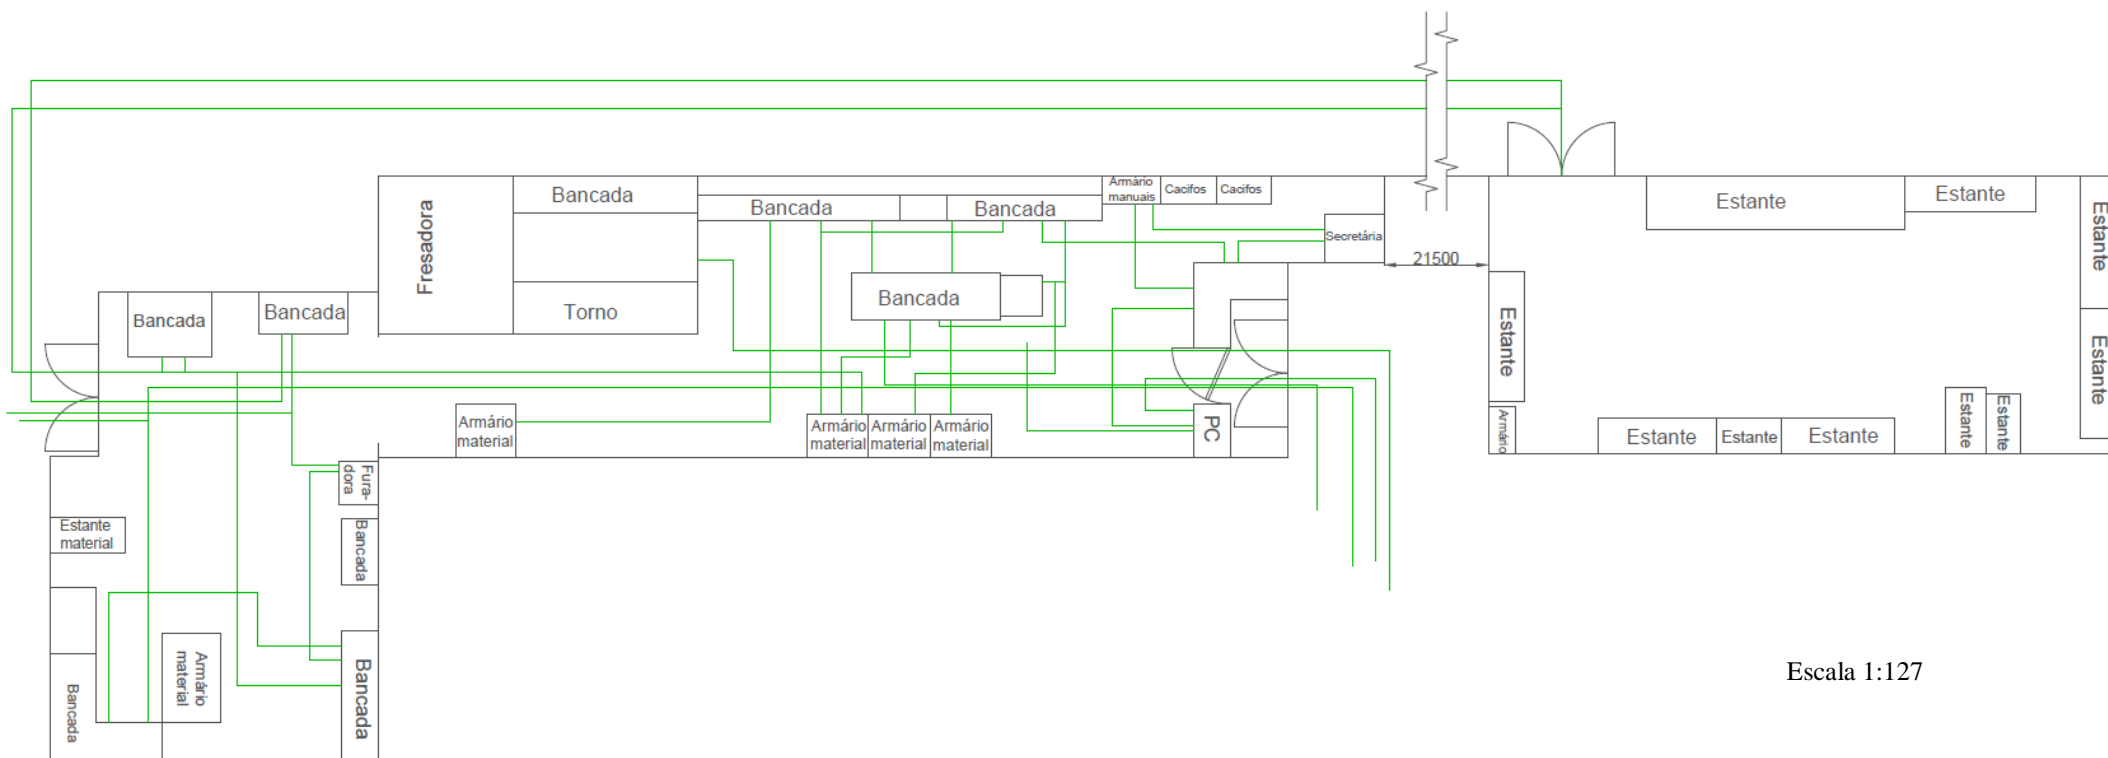 Armário
manuais
Cacifos
Cacifos
Bancada
Bancada
Bancada
Fresadora
Secretária
21500
Estante
Estante
Estante
Bancada
Bancada
Bancada
Torno
Estante
Estante
Armário
material
Armário
material
Armário
material
Armário
material
PC
Armário
Estante
Estante
Estante
Estante
Estante
Fura-
dora
Estante
material
Bancada
Armário
material
Bancada
Bancada
Escala 1:127